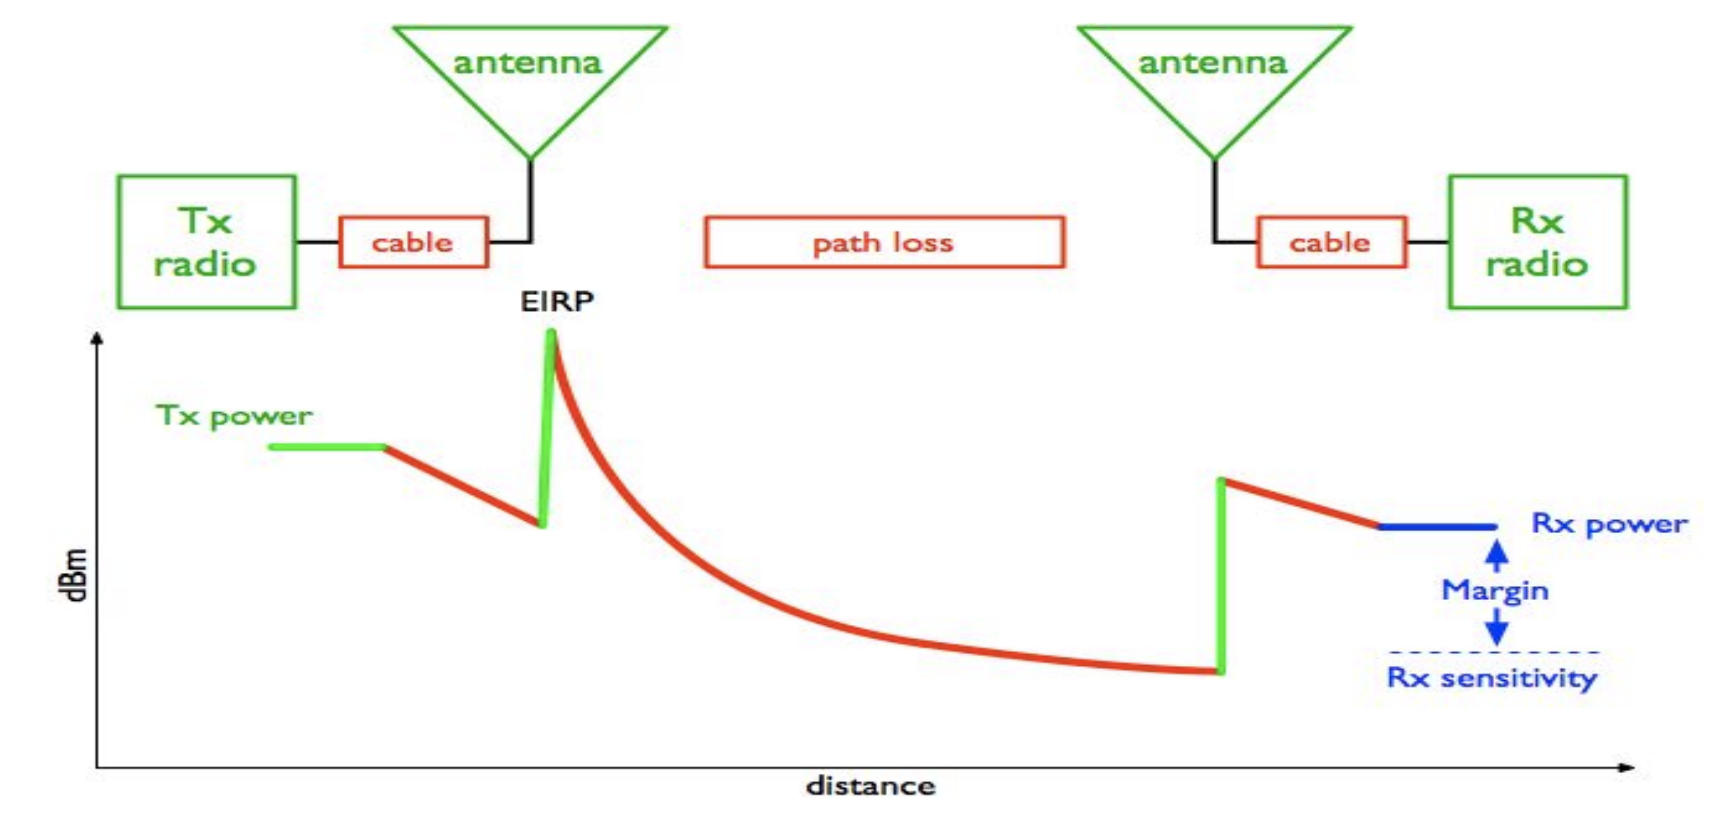 antenna
antenna
Tx
radio
cable
path loss
cable
Rx
radio
EIRP
Tx power
Rx power
Margin
Rx sensitivity
dBm
distance